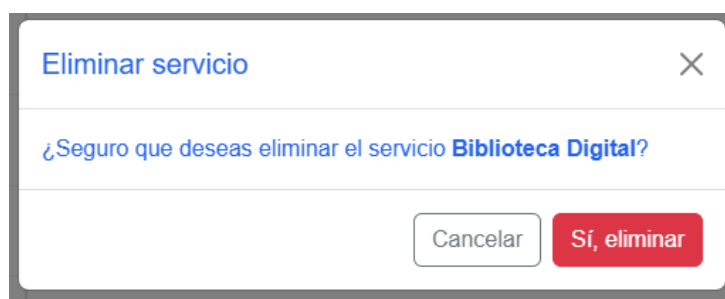 Eliminar servicio
¿Seguro que deseas eliminar el servicio Biblioteca Digital?
Cancelar
Sí, eliminar